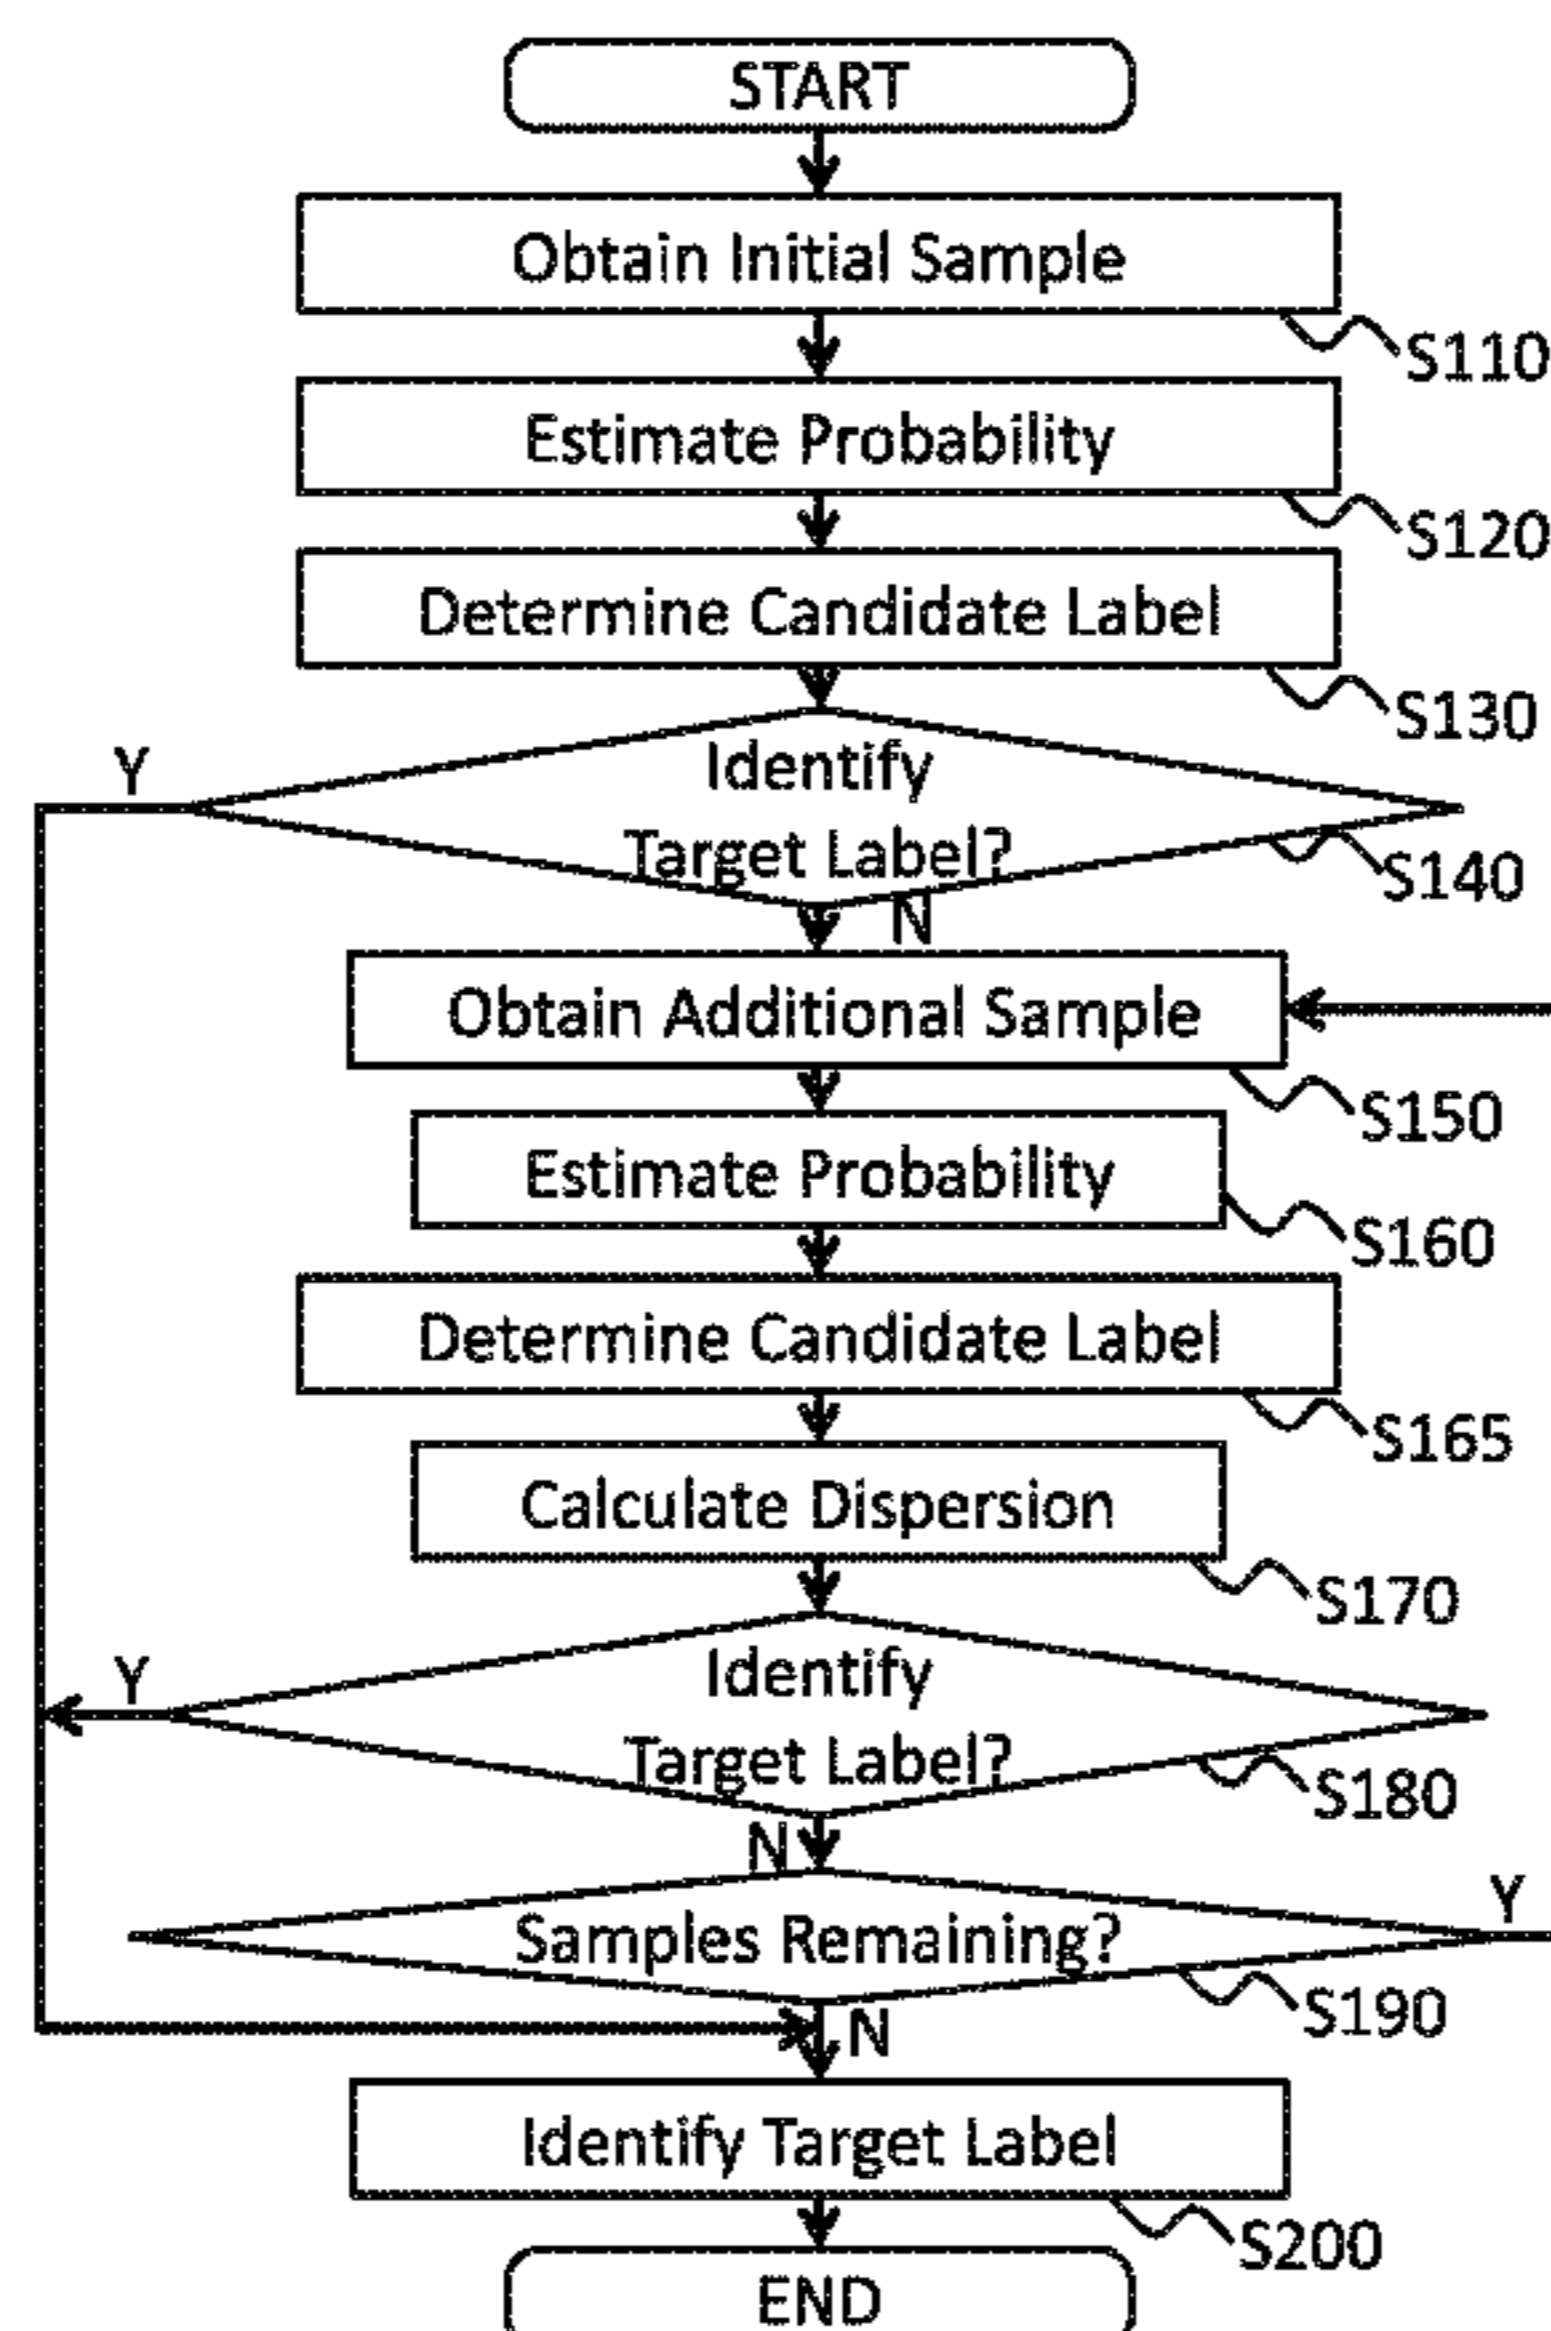 START
Obtain Initial Sample
S110
Estimate Probability
S120
Determine Candidate Label
S130
Y
Identify
Target Label?
S140
N
Obtain Additional Sample
S150
Estimate Probability
S160
Determine Candidate Label
S165
Calculate Dispersion
S170
Y
Identify
Target Label?
S180
N
Y
Samples Remaining?
S190
N
Identify Target Label
S200
END